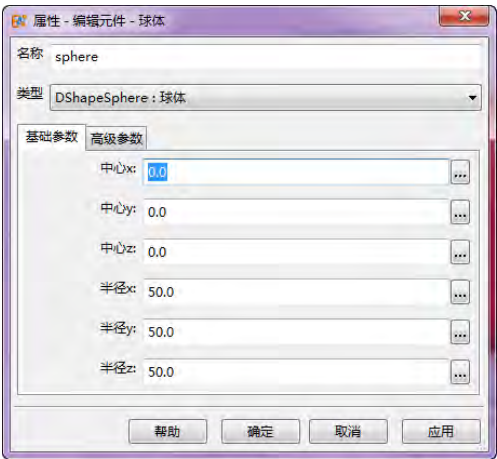 属性 - 编辑元件 - 球体
名称 sphere
类型 DShapeSphere : 球体
基础参数 高级参数
中心x: 0.0 ...
中心y: 0.0 ...
中心z: 0.0 ...
半径x: 50.0 ...
半径y: 50.0 ...
半径z: 50.0 ...
帮助 确定 取消 应用